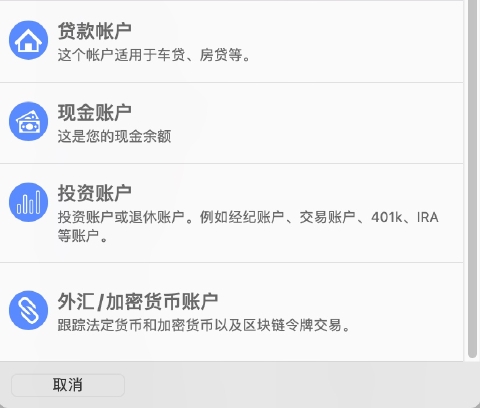 贷款帐户
这个帐户适用于车贷、房贷等。
现金账户
这是您的现金余额
投资账户
投资账户或退休账户。例如经纪账户、交易账户、401k、IRA
等账户。
外汇/加密货币账户
跟踪法定货币和加密货币以及区块链令牌交易。
取消